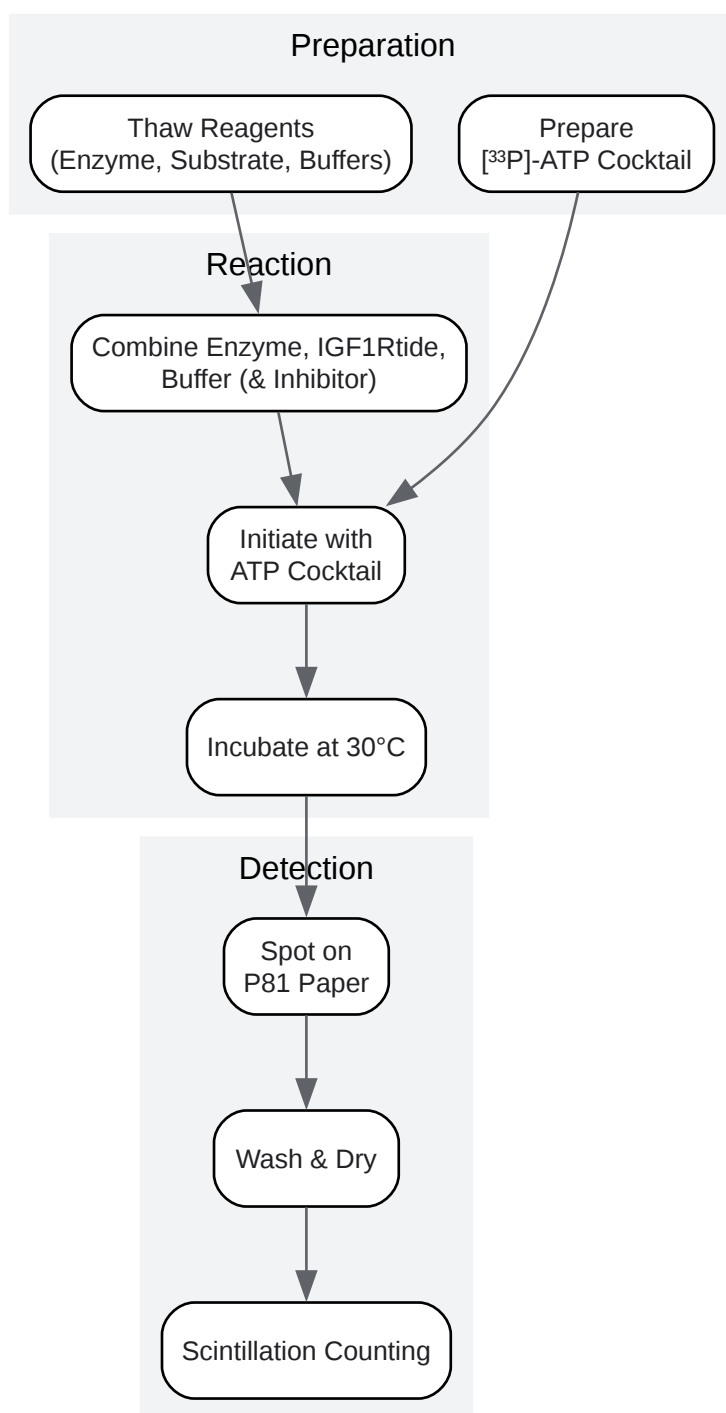 Preparation
Thaw Reagents
(Enzyme, Substrate, Buffers)
Prepare
[³³P]-ATP Cocktail
Reaction
Combine Enzyme, IGF1Rtide,
Buffer (& Inhibitor)
Initiate with
ATP Cocktail
Incubate at 30°C
Detection
Spot on
P81 Paper
Wash & Dry
Scintillation Counting